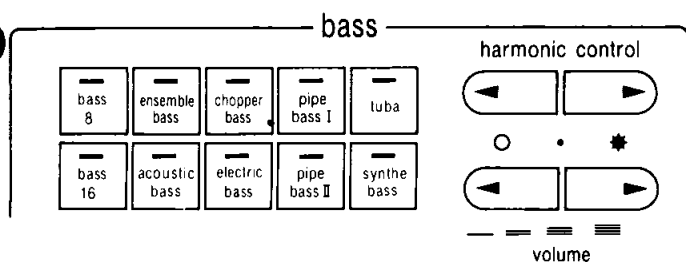 bass
harmonic control
bass 8
ensemble bass
chopper bass
pipe bass I
tuba
bass 16
acoustic bass
electric bass
pipe bass II
synthe bass
volume